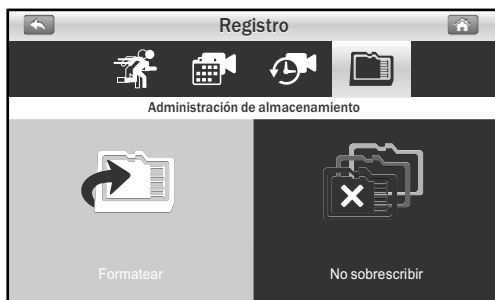 Registro
Administración de almacenamiento
Formatear
No sobrescribir